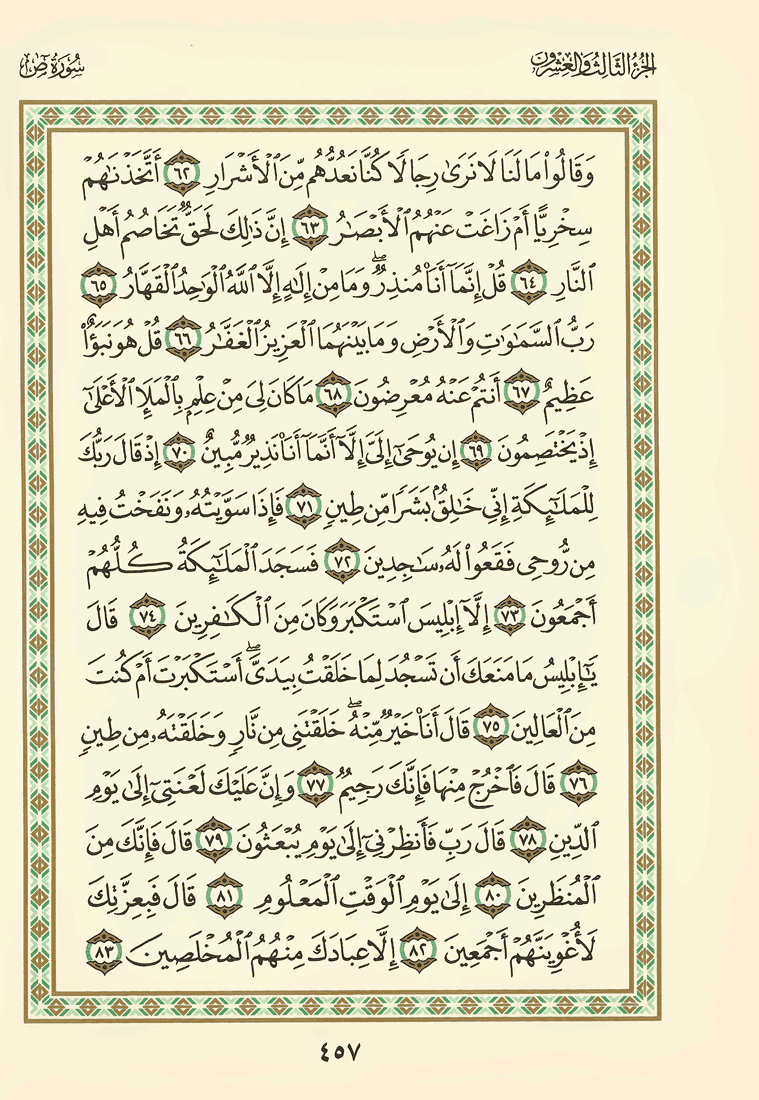 الجزء الثالث والعشرون
سورة ص
وَقَالُوا۟ مَا لَنَا لَا نَرَىٰ رِجَالًا كُنَّا نَعُدُّهُم مِّنَ ٱلْأَشْرَارِ ٦٢ أَتَّخَذْنَـٰهُمْ
سِخْرِيًّا أَمْ زَاغَتْ عَنْهُمُ ٱلْأَبْصَـٰرُ ٦٣ إِنَّ ذَٰلِكَ لَحَقٌّ تَخَاصُمُ أَهْلِ
ٱلنَّارِ ٦٤ قُلْ إِنَّمَآ أَنَا۠ مُنذِرٌ ۖ وَمَا مِنْ إِلَـٰهٍ إِلَّا ٱللَّهُ ٱلْوَٰحِدُ ٱلْقَهَّارُ ٦٥
رَبُّ ٱلسَّمَـٰوَٰتِ وَٱلْأَرْضِ وَمَا بَيْنَهُمَا ٱلْعَزِيزُ ٱلْغَفَّـٰرُ ٦٦ قُلْ هُوَ نَبَؤٌا۟
عَظِيمٌ ٦٧ أَنتُمْ عَنْهُ مُعْرِضُونَ ٦٨ مَا كَانَ لِىَ مِنْ عِلْمٍۭ بِٱلْمَلَإِ ٱلْأَعْلَىٰٓ
إِذْ يَخْتَصِمُونَ ٦٩ إِن يُوحَىٰٓ إِلَىَّ إِلَّآ أَنَّمَآ أَنَا۠ نَذِيرٌ مُّبِينٌ ٧٠ إِذْ قَالَ رَبُّكَ
لِلْمَلَـٰٓئِكَةِ إِنِّى خَـٰلِقٌۢ بَشَرًا مِّن طِينٍ ٧١ فَإِذَا سَوَّيْتُهُۥ وَنَفَخْتُ فِيهِ
مِن رُّوحِى فَقَعُوا۟ لَهُۥ سَـٰجِدِينَ ٧٢ فَسَجَدَ ٱلْمَلَـٰٓئِكَةُ كُلُّهُمْ
أَجْمَعُونَ ٧٣ إِلَّآ إِبْلِيسَ ٱسْتَكْبَرَ وَكَانَ مِنَ ٱلْكَـٰفِرِينَ ٧٤ قَالَ
يَـٰٓإِبْلِيسُ مَا مَنَعَكَ أَن تَسْجُدَ لِمَا خَلَقْتُ بِيَدَىَّ ۖ أَسْتَكْبَرْتَ أَمْ كُنتَ
مِنَ ٱلْعَالِينَ ٧٥ قَالَ أَنَا۠ خَيْرٌ مِّنْهُ ۖ خَلَقْتَنِى مِن نَّارٍ وَخَلَقْتَهُۥ مِن طِينٍ
٧٦ قَالَ فَٱخْرُجْ مِنْهَا فَإِنَّكَ رَجِيمٌ ٧٧ وَإِنَّ عَلَيْكَ لَعْنَتِىٓ إِلَىٰ يَوْمِ
ٱلدِّينِ ٧٨ قَالَ رَبِّ فَأَنظِرْنِىٓ إِلَىٰ يَوْمِ يُبْعَثُونَ ٧٩ قَالَ فَإِنَّكَ مِنَ
ٱلْمُنظَرِينَ ٨٠ إِلَىٰ يَوْمِ ٱلْوَقْتِ ٱلْمَعْلُومِ ٨١ قَالَ فَبِعِزَّتِكَ
لَأُغْوِيَنَّهُمْ أَجْمَعِينَ ٨٢ إِلَّا عِبَادَكَ مِنْهُمُ ٱلْمُخْلَصِينَ ٨٣
٤٥٧